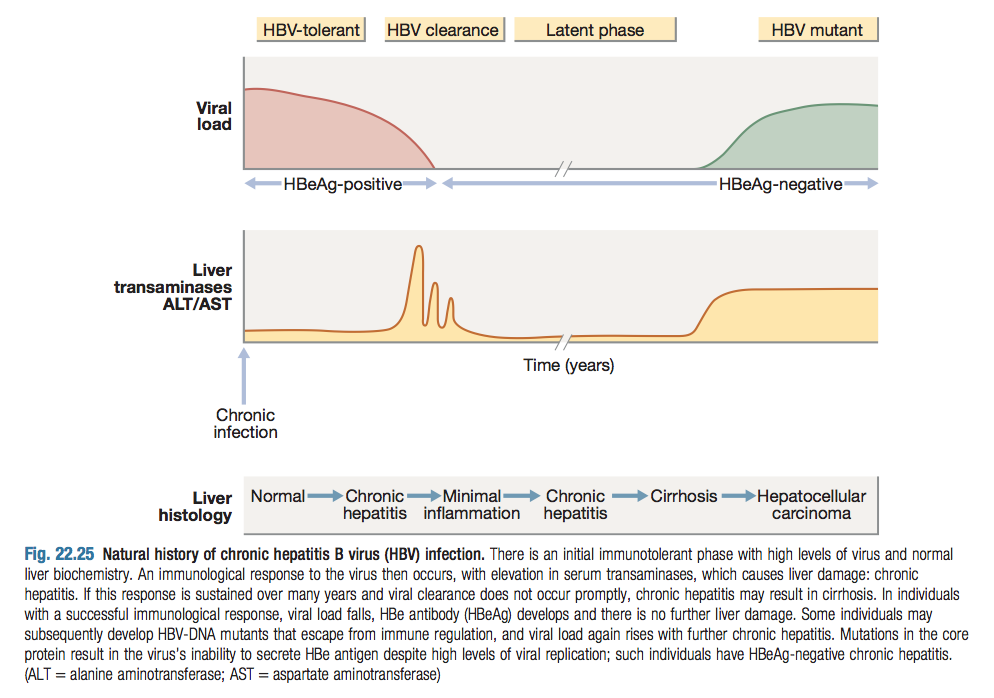 HBV-tolerant HBV clearance Latent phase HBV mutant
Viral
load
HBeAg-positive HBeAg-negative
Liver
transaminases
ALT/AST
Time (years)
Chronic
infection
Liver
histology
Normal Chronic
hepatitis Minimal
inflammation Chronic
hepatitis Cirrhosis Hepatocellular
carcinoma
Fig. 22.25 Natural history of chronic hepatitis B virus (HBV) infection. There is an initial immunotolerant phase with high levels of virus and normal
liver biochemistry. An immunological response to the virus then occurs, with elevation in serum transaminases, which causes liver damage: chronic
hepatitis. If this response is sustained over many years and viral clearance does not occur promptly, chronic hepatitis may result in cirrhosis. In individuals
with a successful immunological response, viral load falls, HBe antibody (HBeAg) develops and there is no further liver damage. Some individuals may
subsequently develop HBV-DNA mutants that escape from immune regulation, and viral load again rises with further chronic hepatitis. Mutations in the core
protein result in the virus's inability to secrete HBe antigen despite high levels of viral replication; such individuals have HBeAg-negative chronic hepatitis.
(ALT = alanine aminotransferase; AST = aspartate aminotransferase)